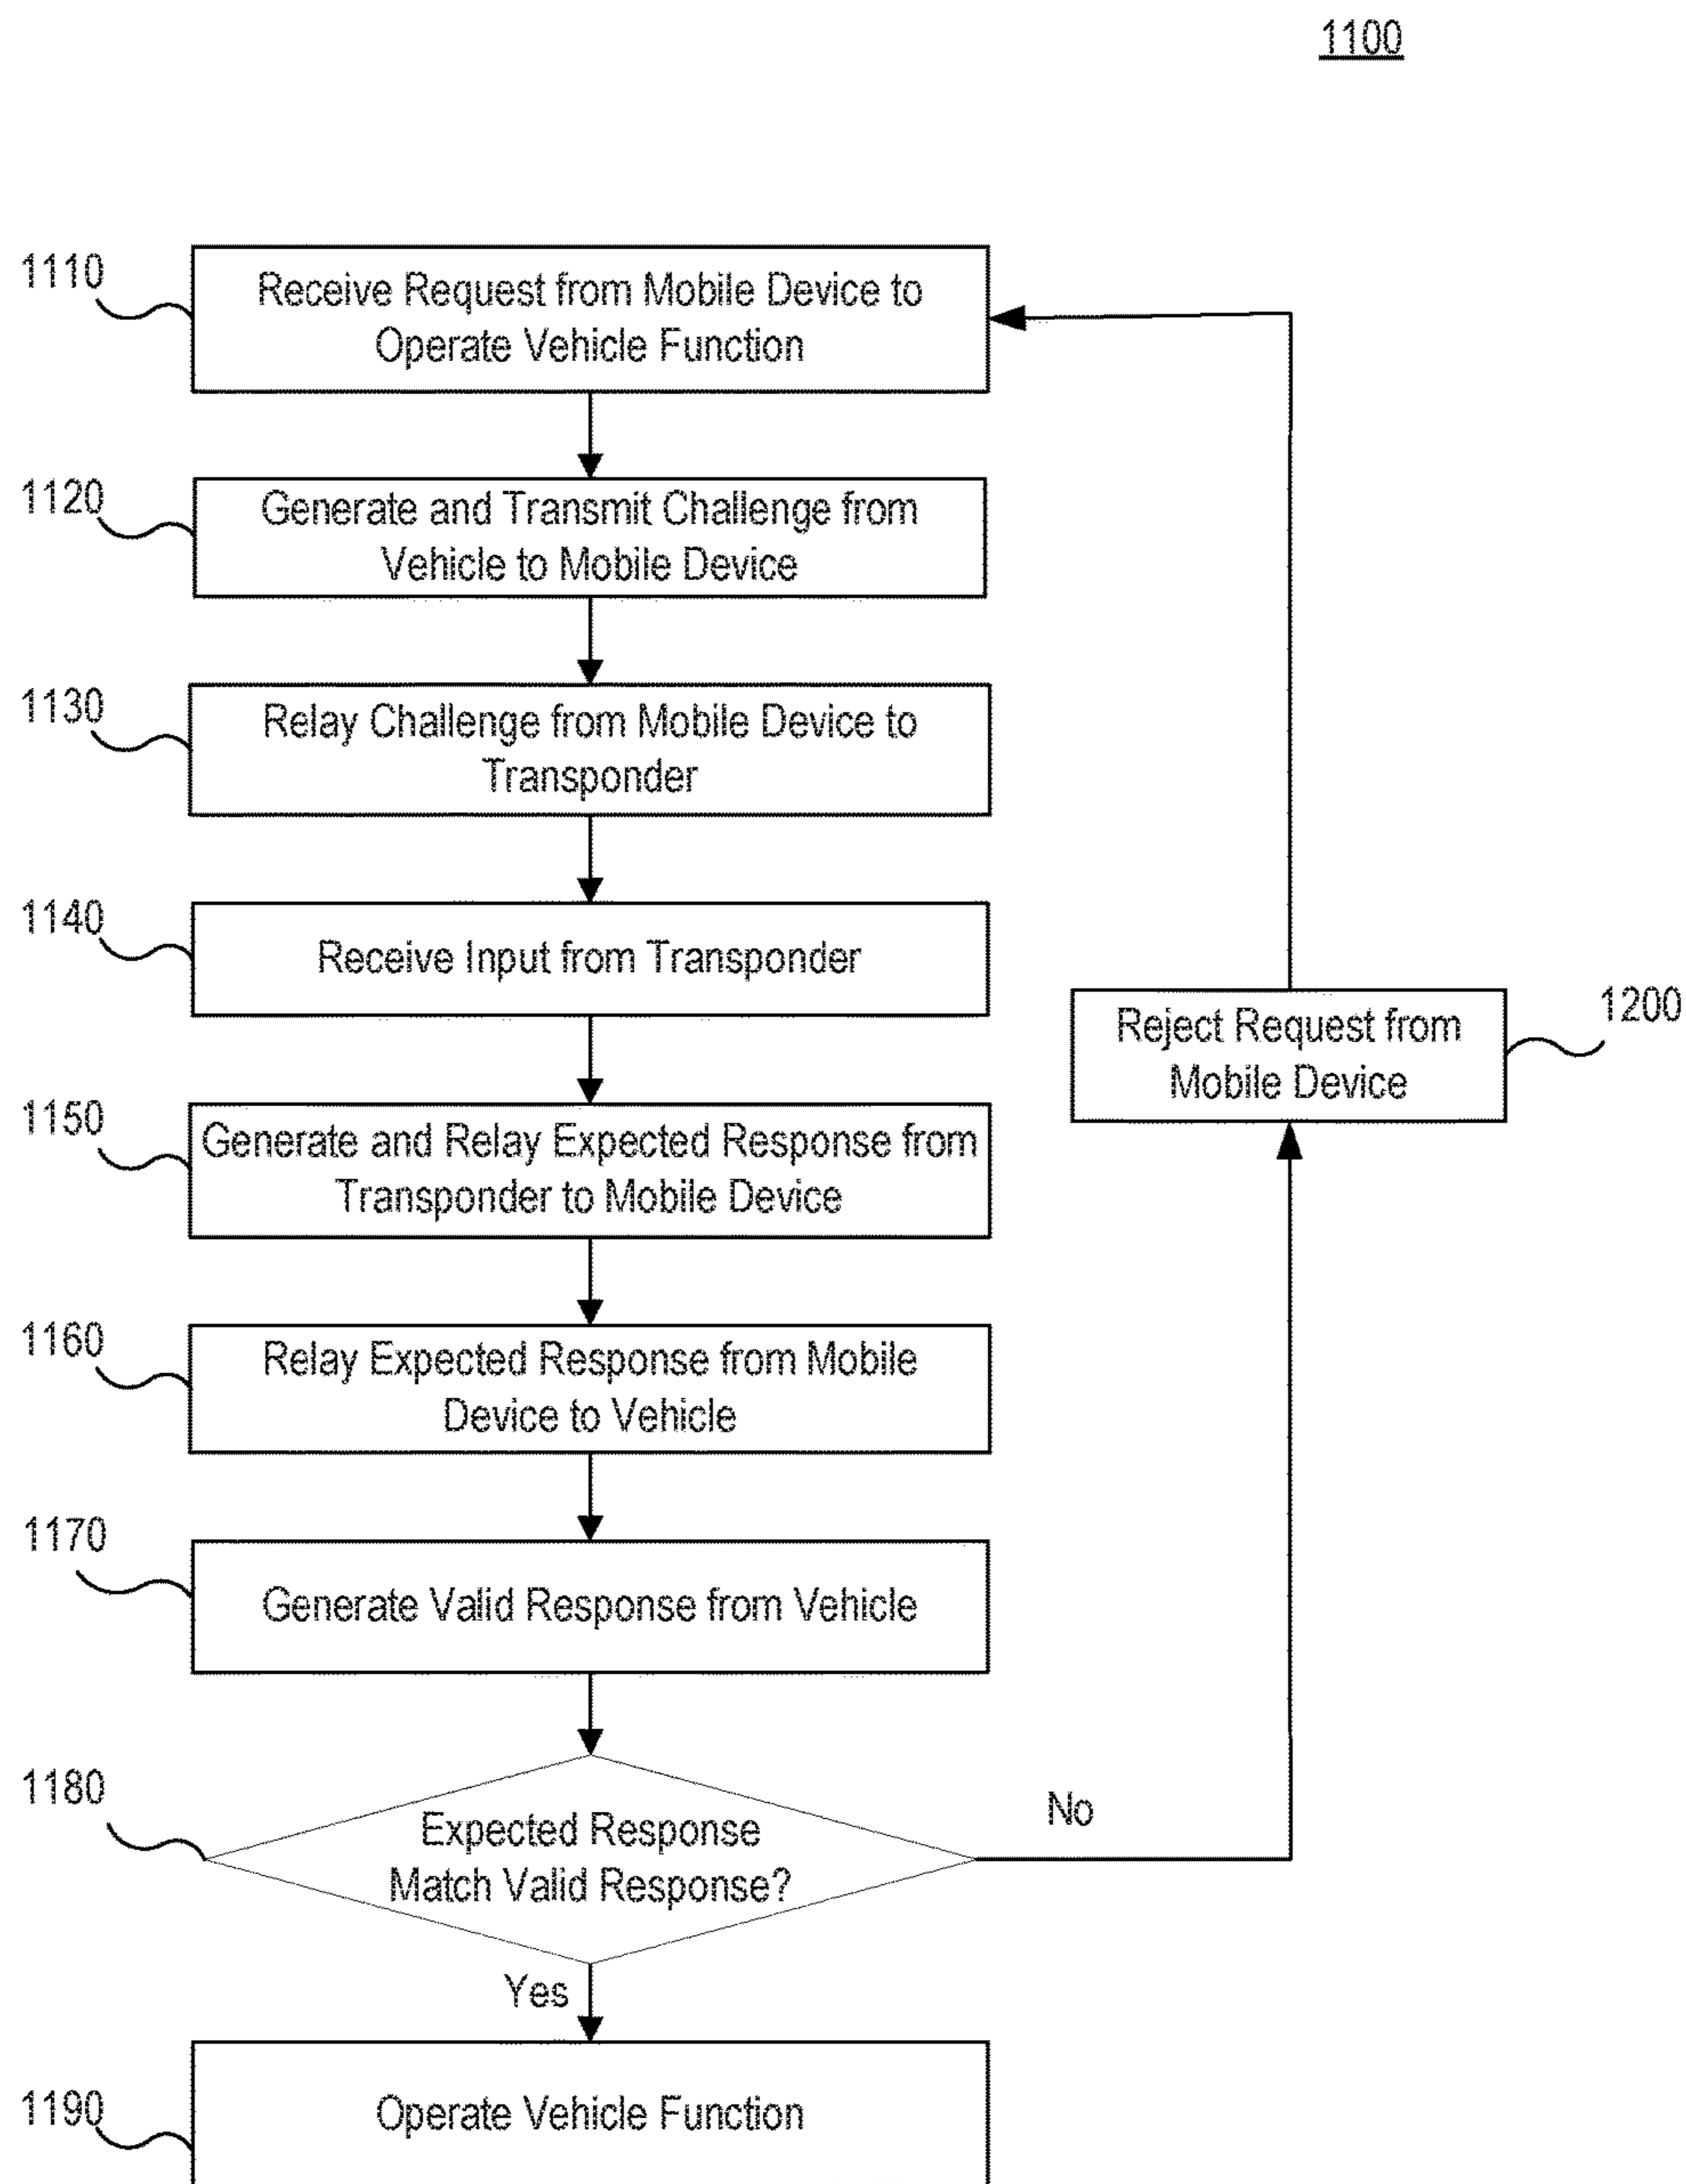 1100
1110
Receive Request from Mobile Device to
Operate Vehicle Function
1120
Generate and Transmit Challenge from
Vehicle to Mobile Device
1130
Relay Challenge from Mobile Device to
Transponder
1140
Receive Input from Transponder
1200
Reject Request from
Mobile Device
1150
Generate and Relay Expected Response from
Transponder to Mobile Device
1160
Relay Expected Response from Mobile
Device to Vehicle
1170
Generate Valid Response from Vehicle
1180
Expected Response
Match Valid Response?
No
Yes
1190
Operate Vehicle Function